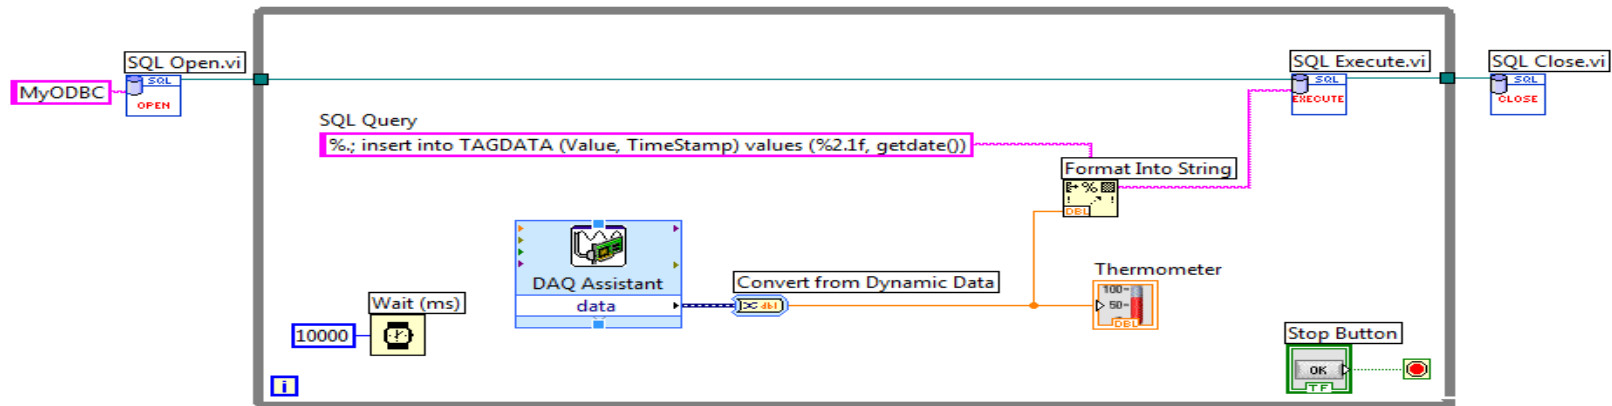 SQL Open.vi
SQL
OPEN
MyODBC
SQL Execute.vi
SQL
EXECUTE
SQL Close.vi
SQL
CLOSE
SQL Query
%.; insert into TAGDATA (Value, TimeStamp) values (%2.1f, getdate())
Format Into String
%
DBL
DAQ Assistant
data
Convert from Dynamic Data
dbl
Thermometer
100
50
DBL
Wait (ms)
10000
Stop Button
OK
TF
i